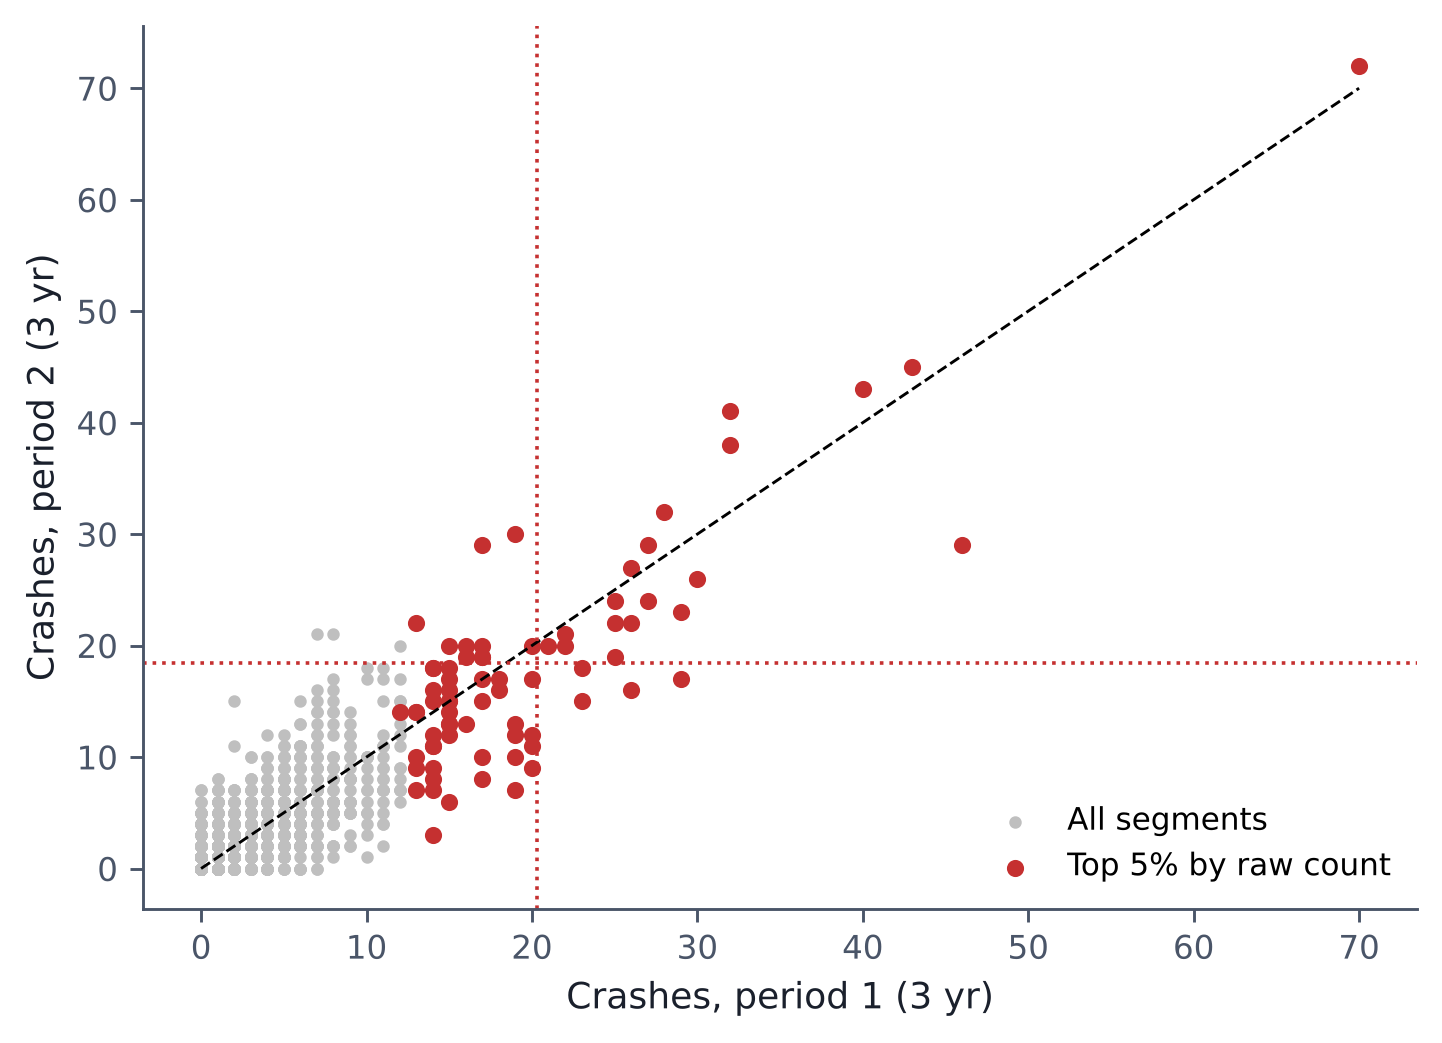 70
60
50
40
30
20
10
0
Crashes, period 2 (3 yr)
All segments
Top 5% by raw count
0 10 20 30 40 50 60 70
Crashes, period 1 (3 yr)